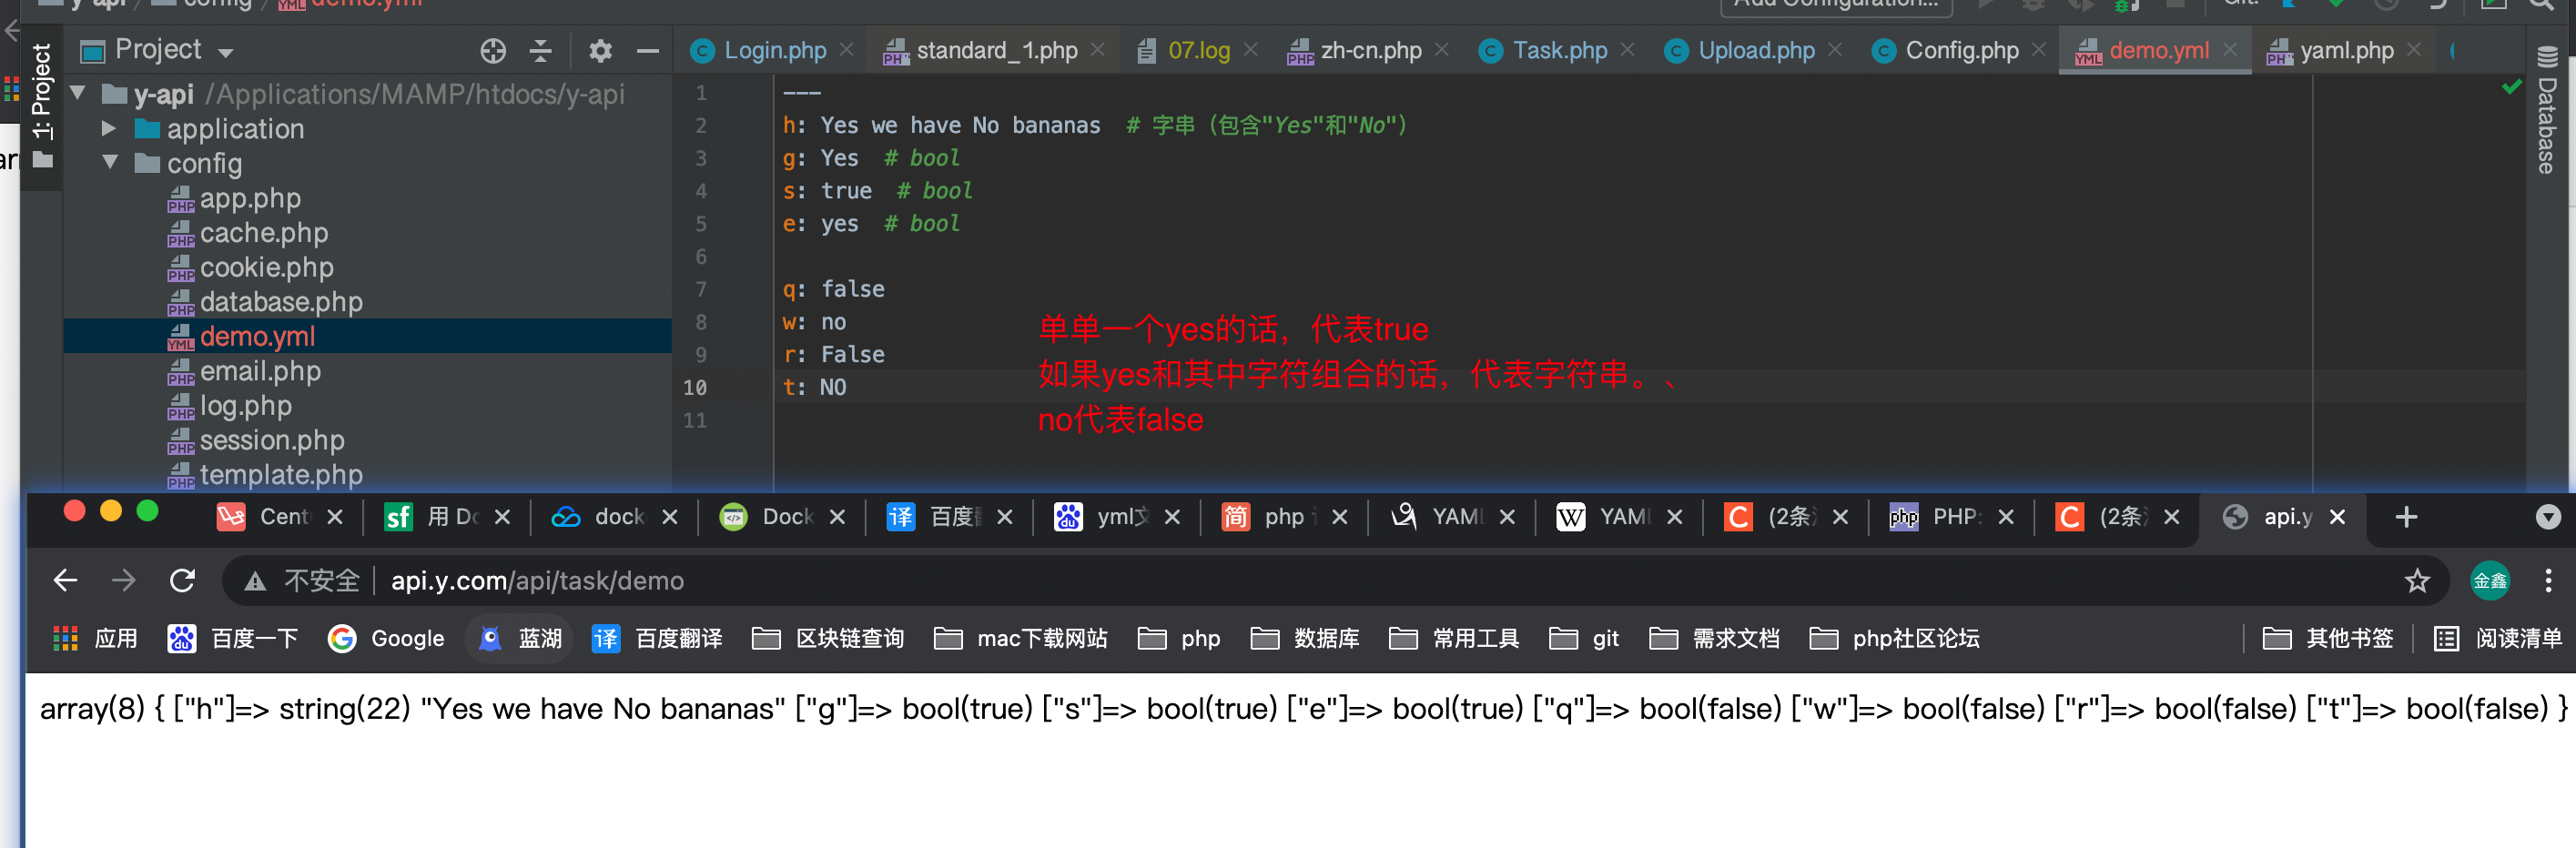 y-api / config / demo.yml
Add Configuration...
Git:
1: Project
Project
Login.php
standard_1.php
07.log
zh-cn.php
Task.php
Upload.php
Config.php
demo.yml
yaml.php
y-api /Applications/MAMP/htdocs/y-api
application
config
app.php
cache.php
cookie.php
database.php
demo.yml
email.php
log.php
session.php
template.php
1 ---
2 h: Yes we have No bananas # 字串（包含"Yes"和"No"）
3 g: Yes # bool
4 s: true # bool
5 e: yes # bool
6
7 q: false
8 w: no
9 r: False
10 t: NO
11
单单一个yes的话，代表true
如果yes和其中字符组合的话，代表字符串。、
no代表false
Database
Cent
用 Do
dock
Dock
百度
yml文
php
YAM
YAM
(2条
PHP:
(2条
api.y
不安全 api.y.com/api/task/demo
金鑫
应用 百度一下 Google 蓝湖 百度翻译 区块链查询 mac下载网站 php 数据库 常用工具 git 需求文档 php社区论坛 其他书签 阅读清单
array(8) { ["h"]=> string(22) "Yes we have No bananas" ["g"]=> bool(true) ["s"]=> bool(true) ["e"]=> bool(true) ["q"]=> bool(false) ["w"]=> bool(false) ["r"]=> bool(false) ["t"]=> bool(false) }